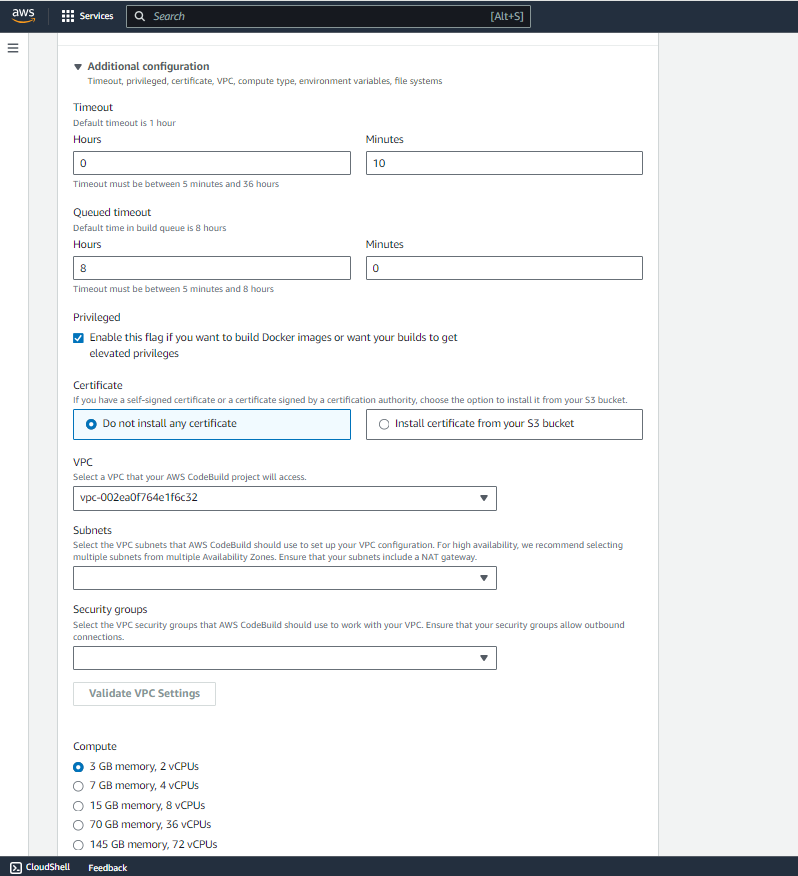 aws
Services
Search [Alt+S]
Additional configuration
Timeout, privileged, certificate, VPC, compute type, environment variables, file systems
Timeout
Default timeout is 1 hour
Hours Minutes
0 10
Timeout must be between 5 minutes and 36 hours
Queued timeout
Default time in build queue is 8 hours
Hours Minutes
8 0
Timeout must be between 5 minutes and 8 hours
Privileged
Enable this flag if you want to build Docker images or want your builds to get
elevated privileges
Certificate
If you have a self-signed certificate or a certificate signed by a certification authority, choose the option to install it from your S3 bucket.
Do not install any certificate Install certificate from your S3 bucket
VPC
Select a VPC that your AWS CodeBuild project will access.
vpc-002ea0f764e1f6c32
Subnets
Select the VPC subnets that AWS CodeBuild should use to set up your VPC configuration. For high availability, we recommend selecting
multiple subnets from multiple Availability Zones. Ensure that your subnets include a NAT gateway.
Security groups
Select the VPC security groups that AWS CodeBuild should use to work with your VPC. Ensure that your security groups allow outbound
connections.
Validate VPC Settings
Compute
3 GB memory, 2 vCPUs
7 GB memory, 4 vCPUs
15 GB memory, 8 vCPUs
70 GB memory, 36 vCPUs
145 GB memory, 72 vCPUs
CloudShell Feedback